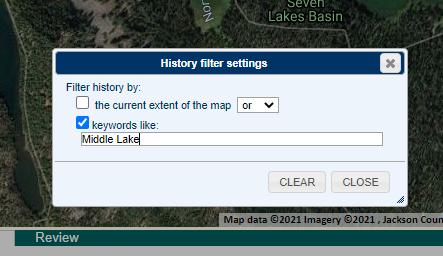 Seven
Lakes Basin
Nor
History filter settings
Filter history by:
the current extent of the map or
keywords like:
Middle Lake
CLEAR CLOSE
Map data ©2021 Imagery ©2021 , Jackson Coun
Review